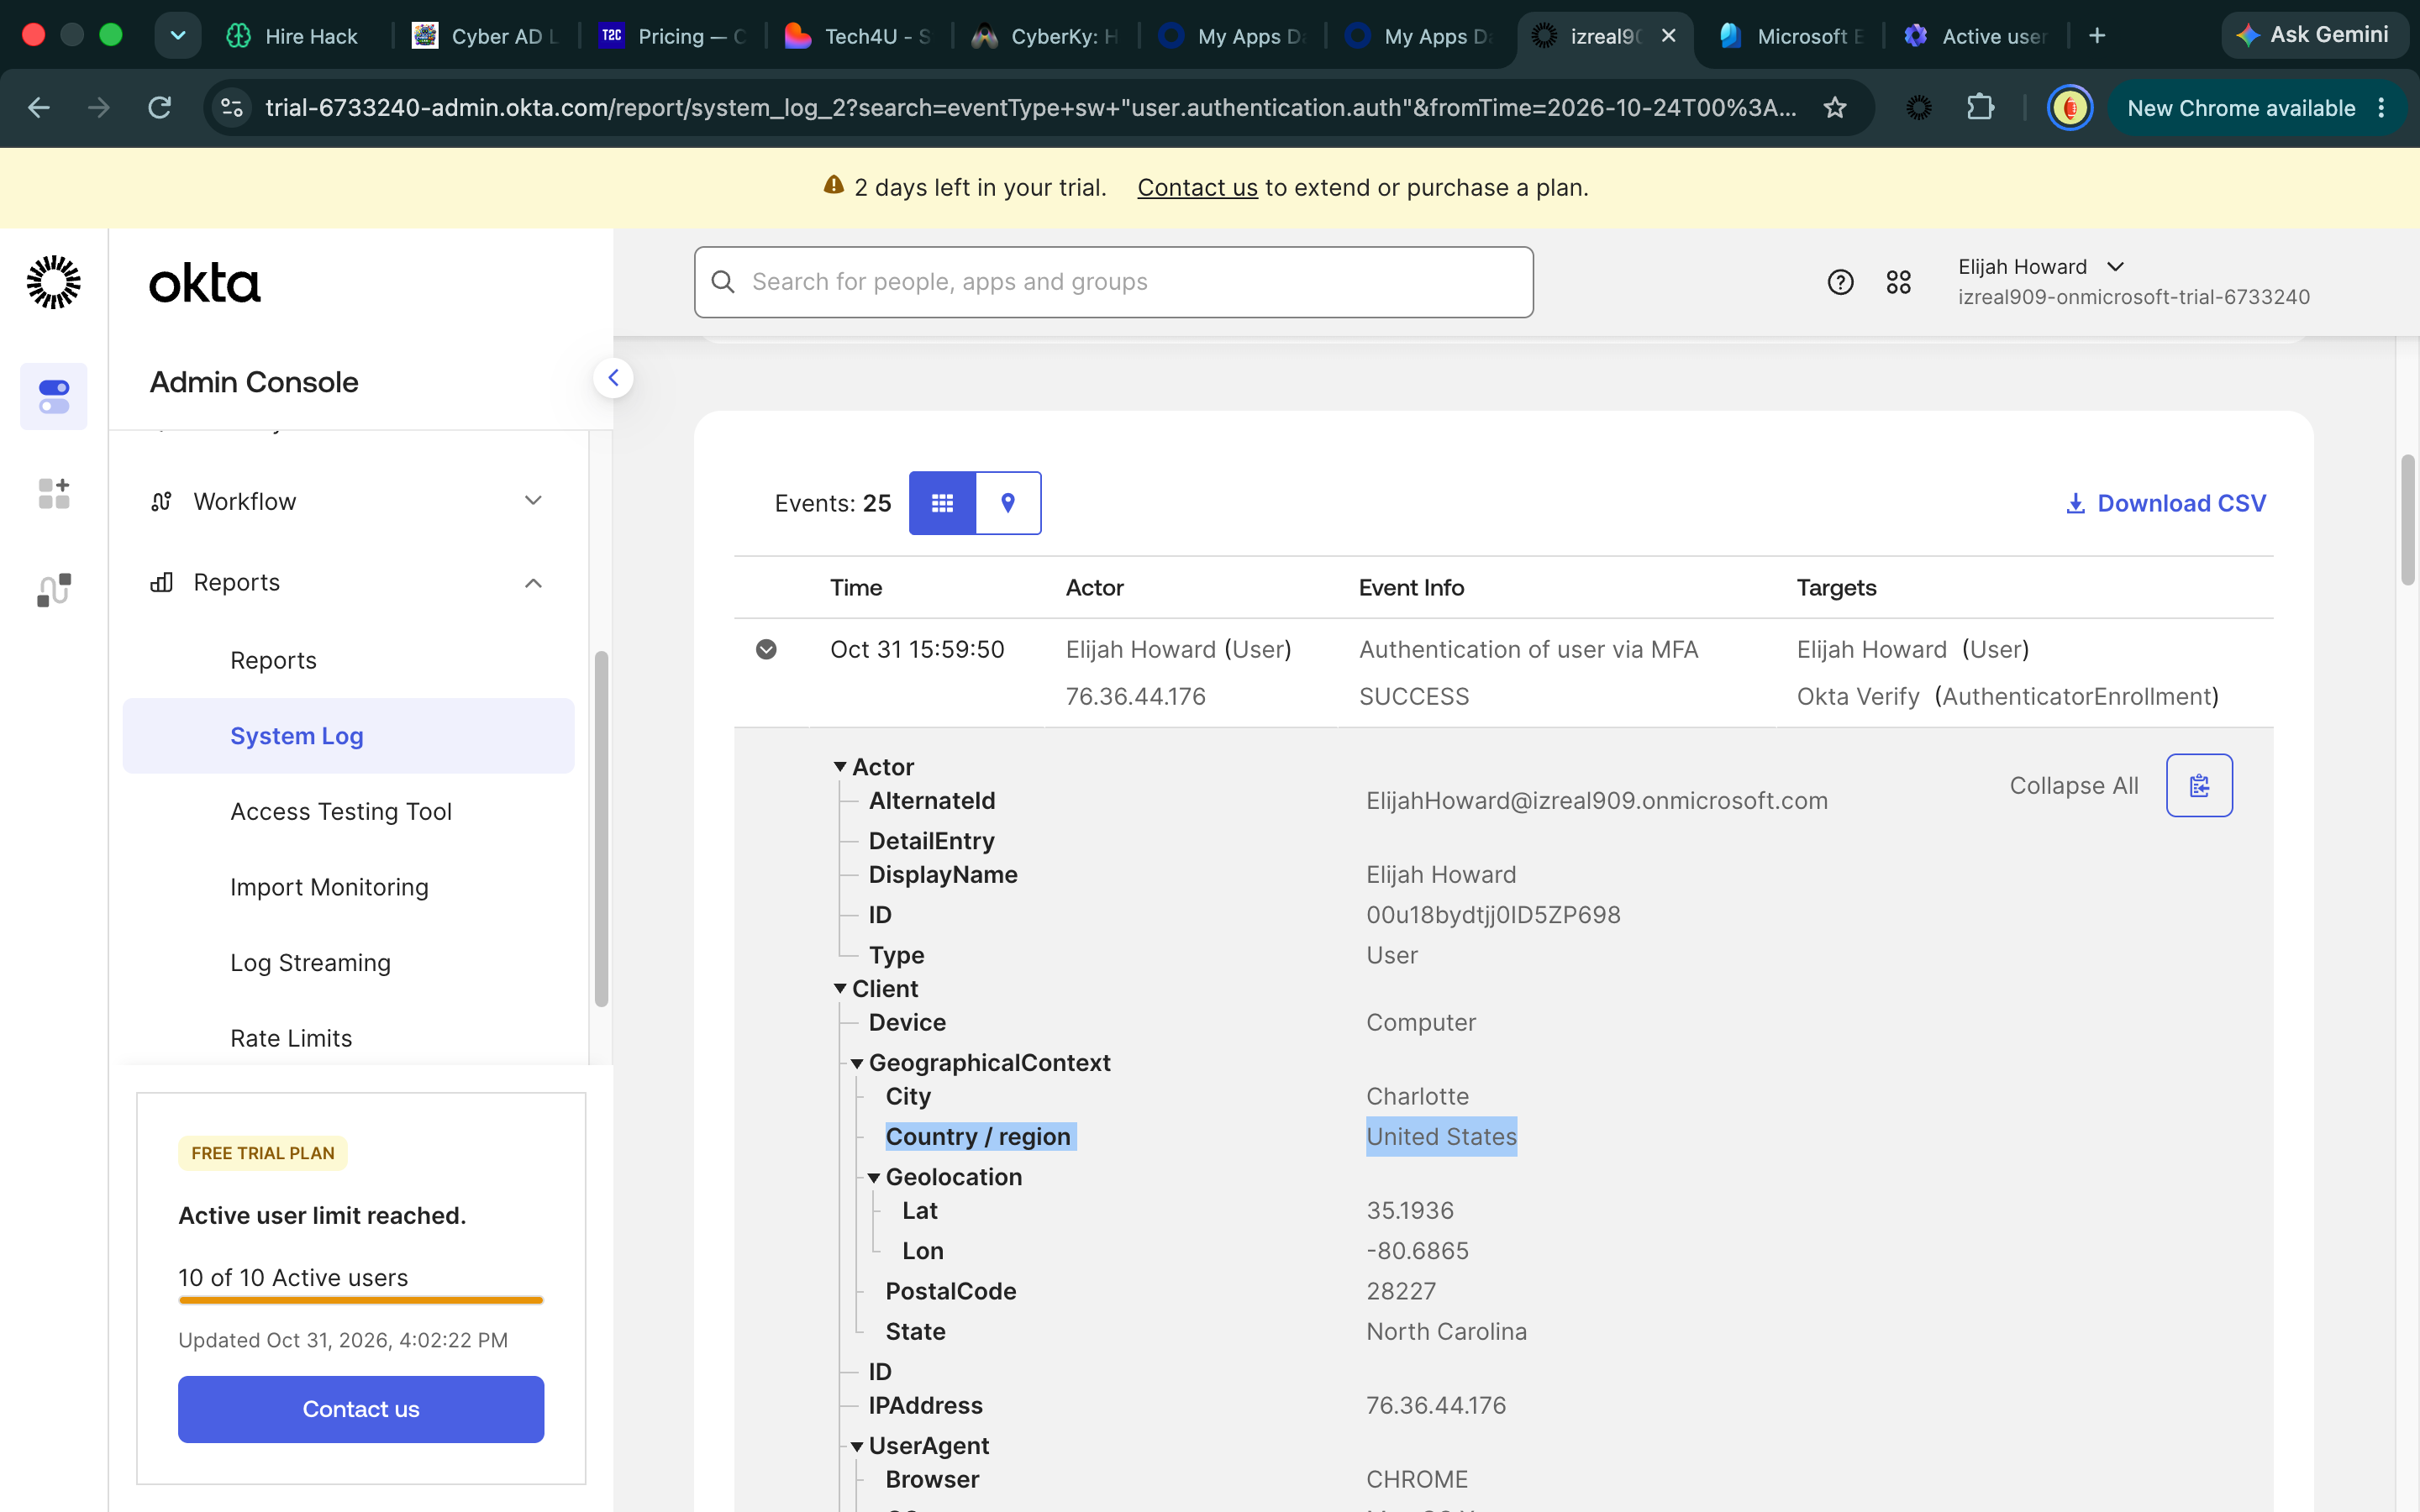 Hire Hack
Cyber AD L
T2C Pricing — C
Tech4U - S
CyberKy: H
My Apps Da
My Apps Da
izreal90
Microsoft E
Active user
Ask Gemini
trial-6733240-admin.okta.com/report/system_log_2?search=eventType+sw+"user.authentication.auth"&fromTime=2026-10-24T00%3A...
New Chrome available
2 days left in your trial. Contact us to extend or purchase a plan.
okta
Search for people, apps and groups
Elijah Howard
izreal909-onmicrosoft-trial-6733240
Admin Console
Workflow
Reports
Reports
System Log
Access Testing Tool
Import Monitoring
Log Streaming
Rate Limits
FREE TRIAL PLAN
Active user limit reached.
10 of 10 Active users
Updated Oct 31, 2026, 4:02:22 PM
Contact us
Events: 25
Download CSV
Time Actor Event Info Targets
Oct 31 15:59:50 Elijah Howard (User) Authentication of user via MFA Elijah Howard (User)
76.36.44.176 SUCCESS Okta Verify (AuthenticatorEnrollment)
Collapse All
Actor
AlternateId ElijahHoward@izreal909.onmicrosoft.com
DetailEntry
DisplayName Elijah Howard
ID 00u18bydtjj0ID5ZP698
Type User
Client
Device Computer
GeographicalContext
City Charlotte
Country / region United States
Geolocation
Lat 35.1936
Lon -80.6865
PostalCode 28227
State North Carolina
ID
IPAddress 76.36.44.176
UserAgent
Browser CHROME